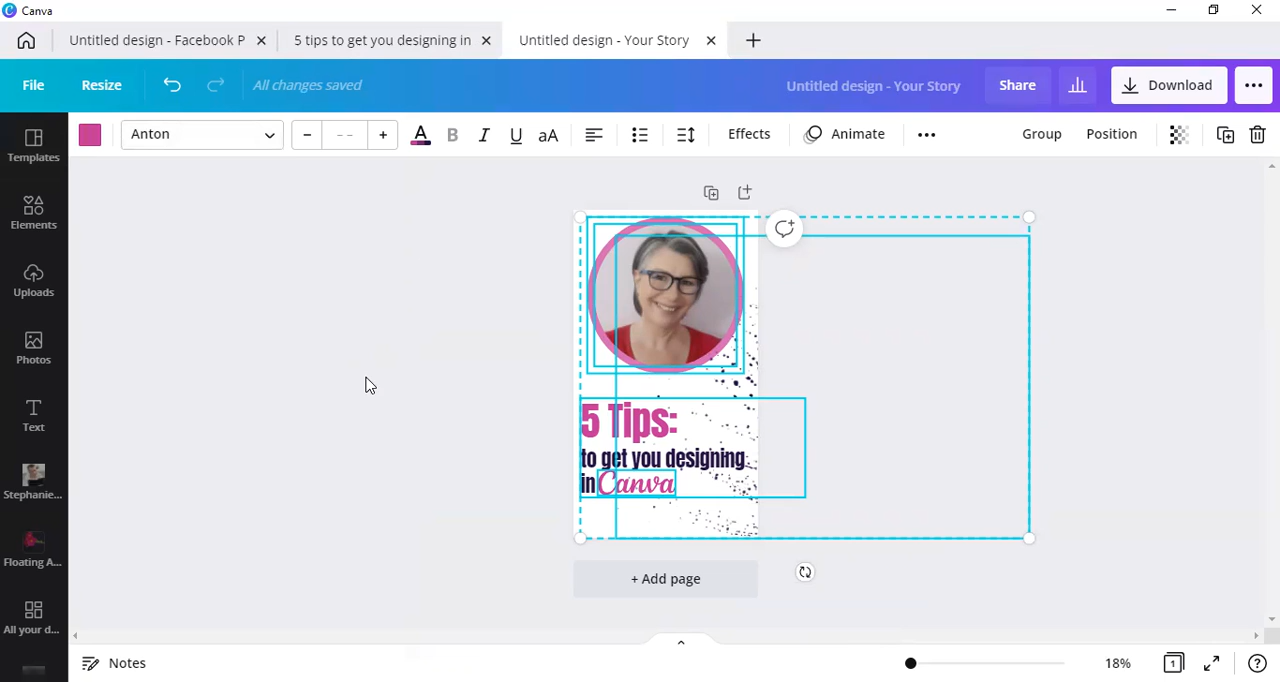 Canva
Untitled design - Facebook P
5 tips to get you designing in
Untitled design - Your Story
File
Resize
All changes saved
Untitled design - Your Story
Share
Download
Anton
- -
A
B
I
U
aA
Effects
Animate
Group
Position
Templates
Elements
Uploads
Photos
Text
Stephanie...
Floating A...
All your d...
5 Tips:
to get you designing
in Canva
+ Add page
Notes
18%
1